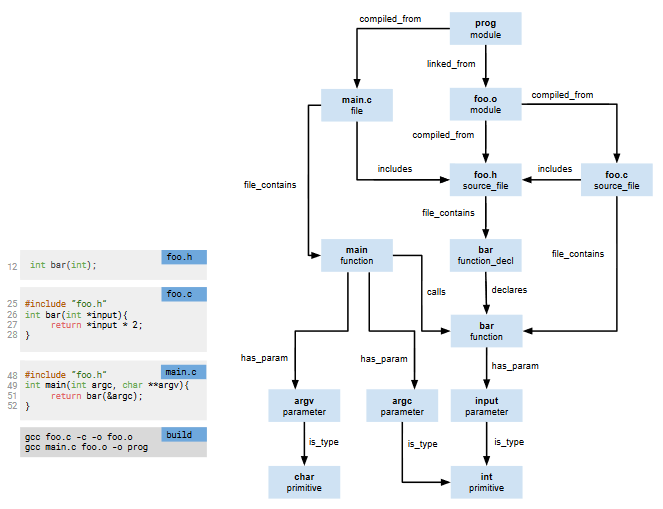 compiled_from
prog
module
linked_from
main.c
file
foo.o
module
compiled_from
compiled_from
includes
foo.h
source_file
includes
foo.c
source_file
file_contains
file_contains
main
function
bar
function_decl
file_contains
calls
declares
bar
function
has_param
has_param
has_param
argv
parameter
argc
parameter
input
parameter
is_type
is_type
is_type
char
primitive
int
primitive
foo.h
12 int bar(int);
foo.c
25 #include "foo.h"
26 int bar(int *input){
27 return *input * 2;
28 }
main.c
48 #include "foo.h"
49 int main(int argc, char **argv){
51 return bar(&argc);
52 }
build
gcc foo.c -c -o foo.o
gcc main.c foo.o -o prog